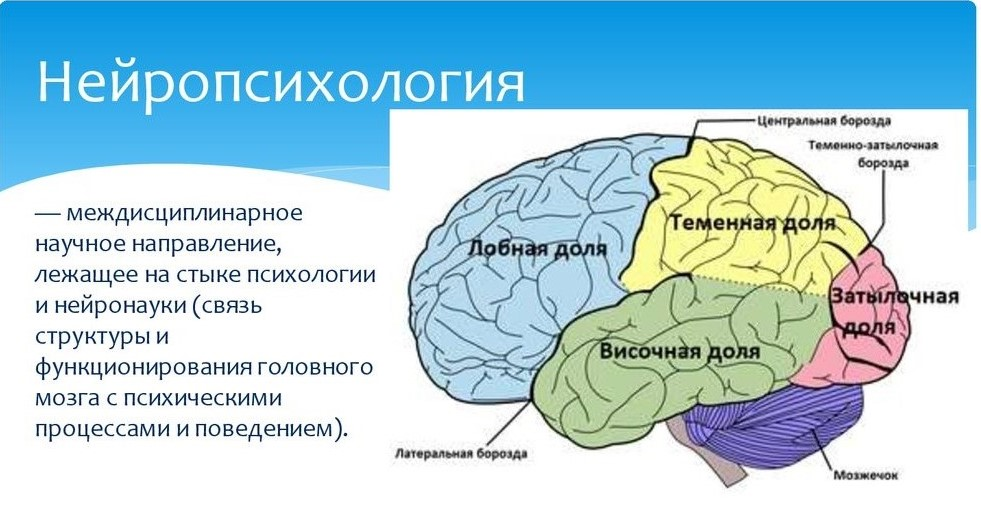 Нейропсихология
— междисциплинарное
научное направление,
лежащее на стыке психологии
и нейронауки (связь
структуры и
функционирования головного
мозга с психическими
процессами и поведением).
Центральная борозда
Теменно-затылочная
борозда
Теменная доля
Лобная доля
Затылочная
доля
Височная доля
Латеральная борозда
Мозжечок